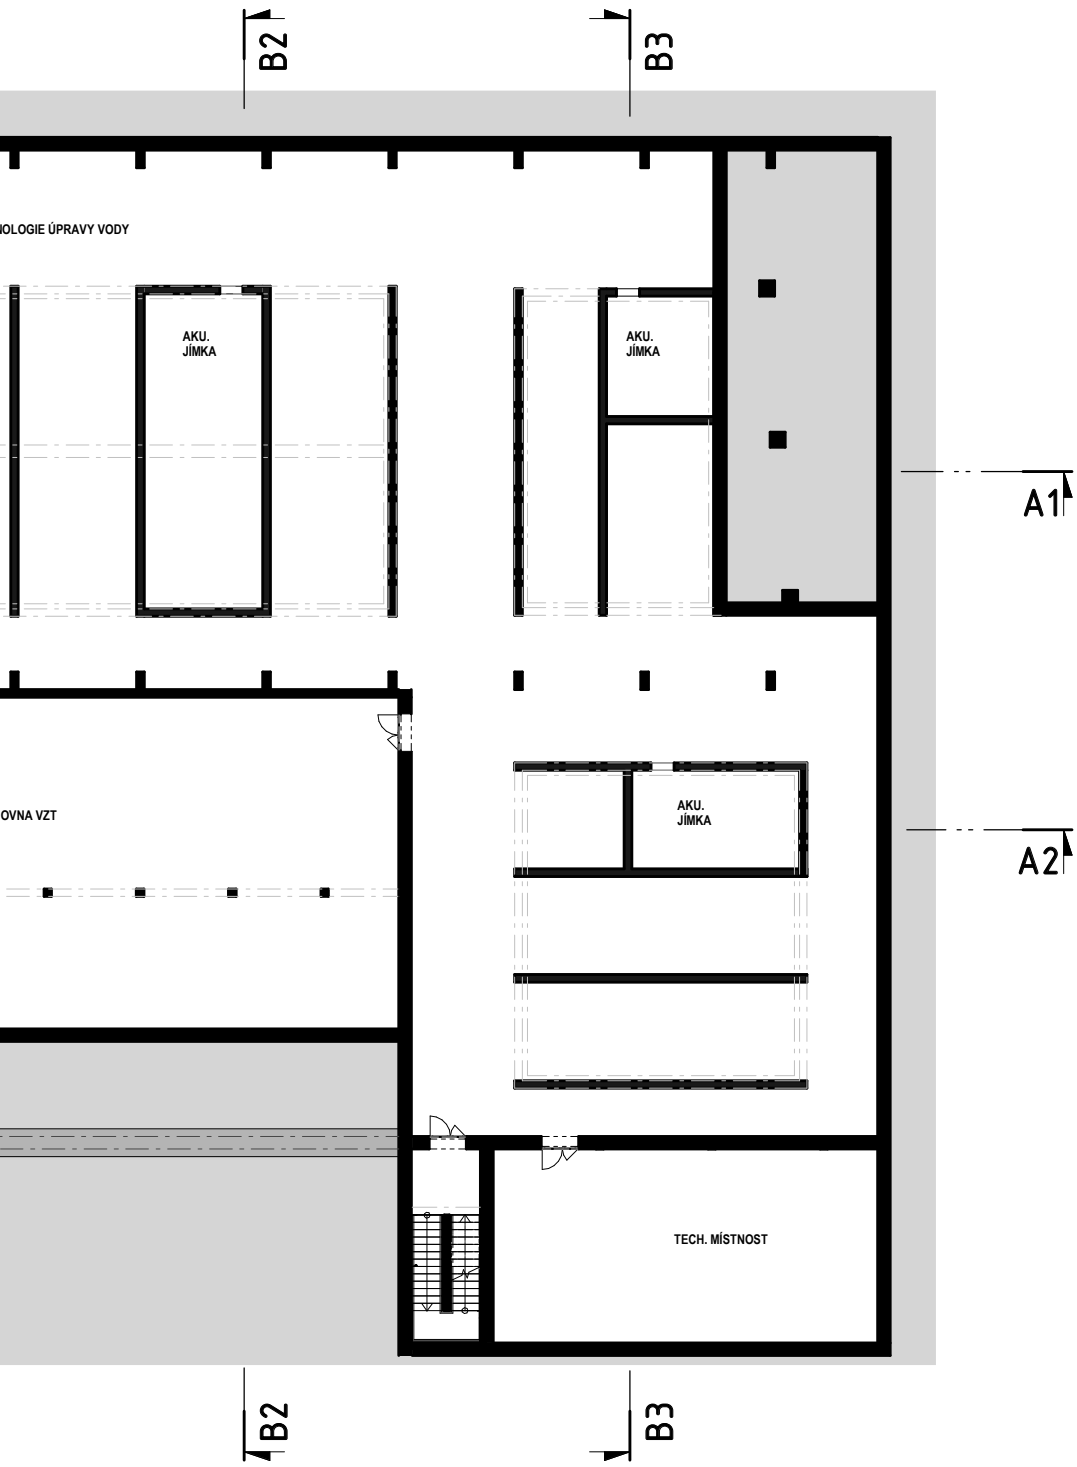 B2
B3
NOLOGIE ÚPRAVY VODY
AKU.
JÍMKA
AKU.
JÍMKA
A1
OVNA VZT
AKU.
JÍMKA
A2
TECH. MÍSTNOST
B2
B3